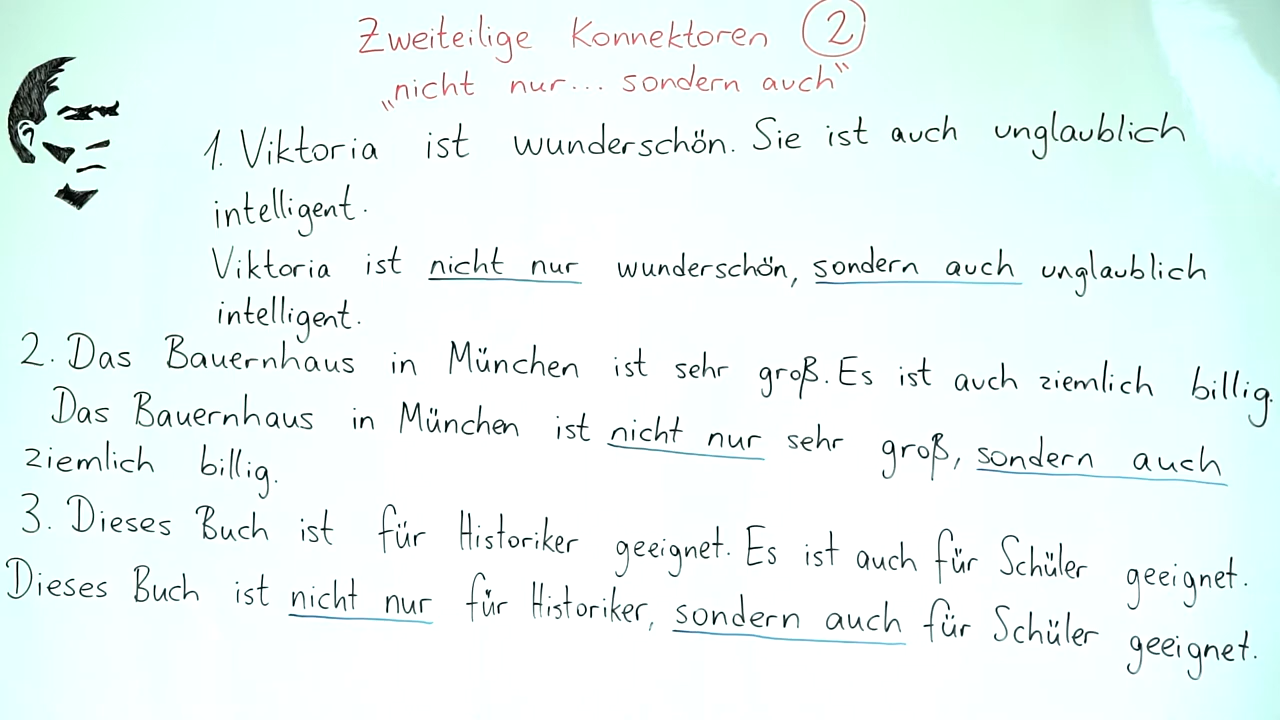 Zweiteilige Konnektoren 2
„nicht nur... sondern auch“
1. Viktoria ist wunderschön. Sie ist auch unglaublich
intelligent.
Viktoria ist nicht nur wunderschön, sondern auch unglaublich
intelligent.
2. Das Bauernhaus in München ist sehr groß. Es ist auch ziemlich billig.
Das Bauernhaus in München ist nicht nur sehr groß, sondern auch
ziemlich billig.
3. Dieses Buch ist für Historiker geeignet. Es ist auch für Schüler geeignet.
Dieses Buch ist nicht nur für Historiker, sondern auch für Schüler geeignet.